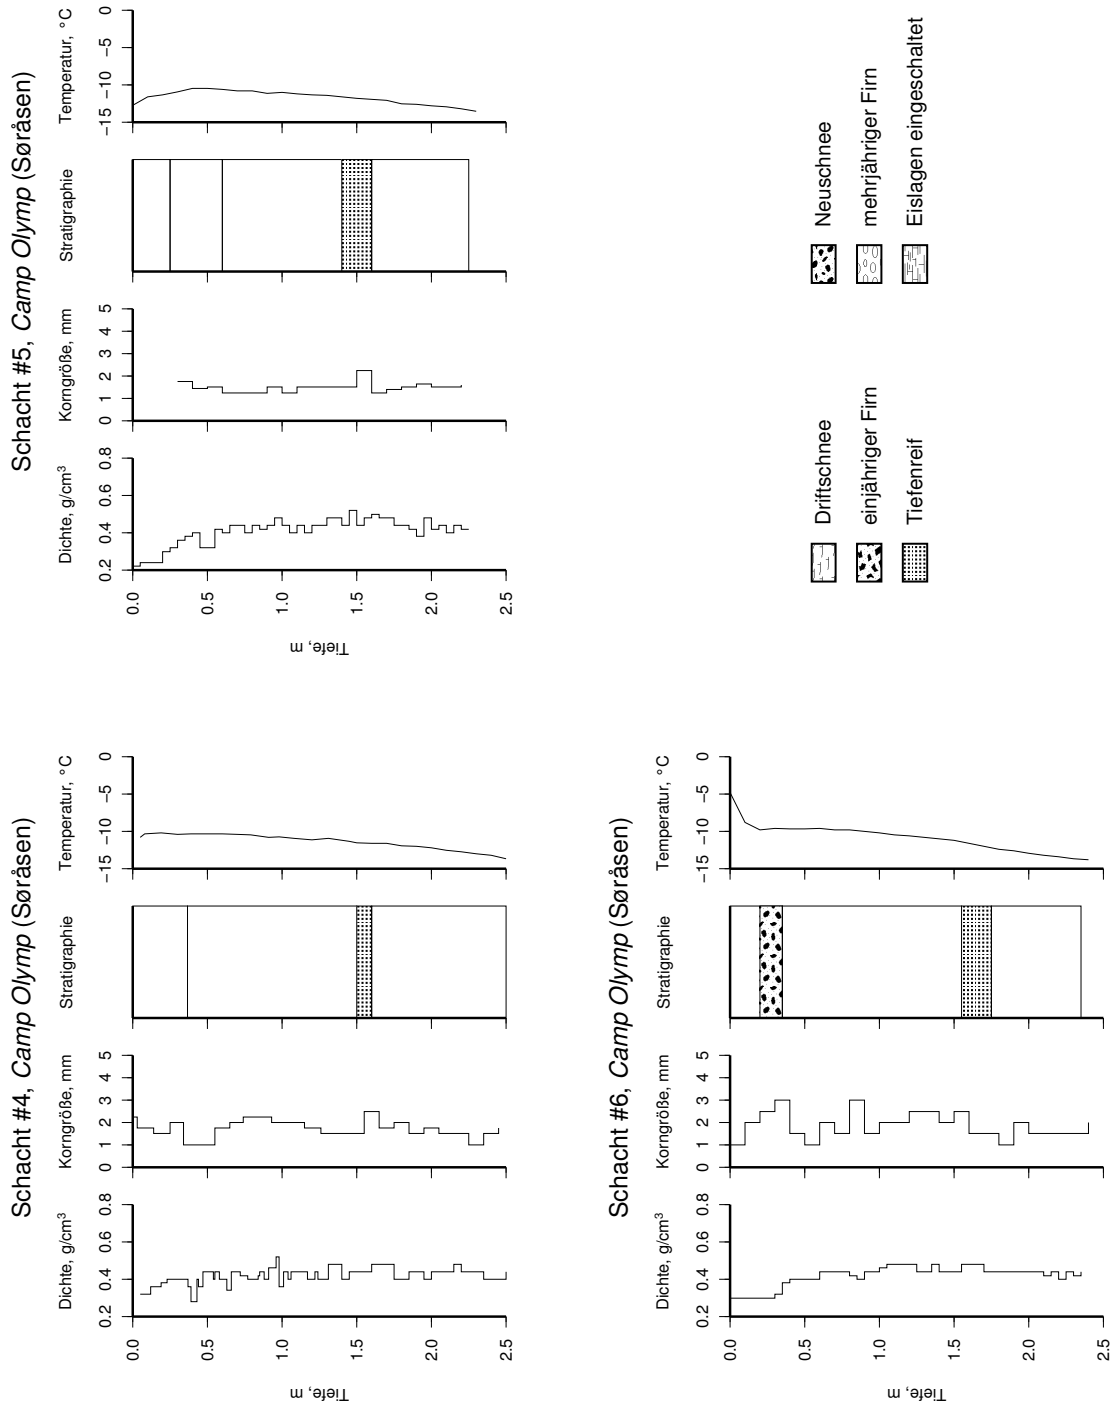 Schacht #4, Camp Olymp (Søråsen)
Dichte, g/cm³
Korngröße, mm
Stratigraphie
Temperatur, °C
0.2 0.4 0.6 0.8
0 1 2 3 4 5
−15 −10 −5 0
0.0
0.5
1.0
1.5
2.0
2.5
Tiefe, m
Schacht #5, Camp Olymp (Søråsen)
Dichte, g/cm³
Korngröße, mm
Stratigraphie
Temperatur, °C
0.2 0.4 0.6 0.8
0 1 2 3 4 5
−15 −10 −5 0
0.0
0.5
1.0
1.5
2.0
2.5
Tiefe, m
Schacht #6, Camp Olymp (Søråsen)
Dichte, g/cm³
Korngröße, mm
Stratigraphie
Temperatur, °C
0.2 0.4 0.6 0.8
0 1 2 3 4 5
−15 −10 −5 0
0.0
0.5
1.0
1.5
2.0
2.5
Tiefe, m
Driftschnee
Neuschnee
einjähriger Firn
mehrjähriger Firn
Tiefenreif
Eislagen eingeschaltet